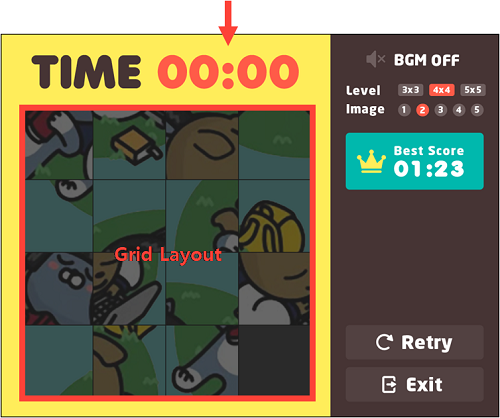 TIME 00:00
Grid Layout
BGM OFF
Level 3x3 4x4 5x5
Image 1 2 3 4 5
Best Score
01:23
Retry
Exit